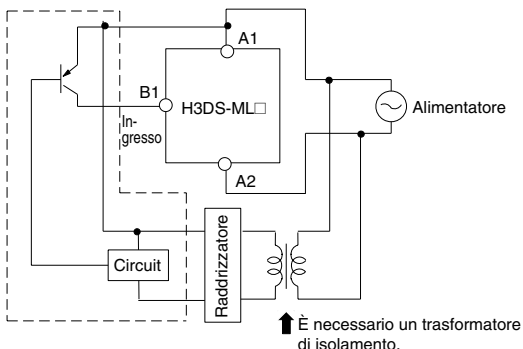 A1
B1
H3DS-ML□
In-
gresso
Alimentatore
A2
Raddrizzatore
Circuit
È necessario un trasformatore
di isolamento.